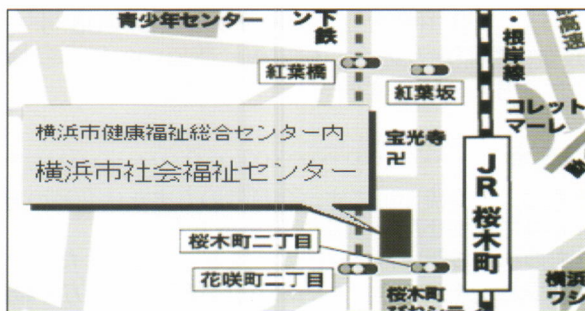 青少年センター
下鉄
ン
・根岸線
紅葉橋
紅葉坂
コレット
マーレ
横浜市健康福祉総合センター内
横浜市社会福祉センター
宝光寺
卍
JR桜木町
桜木町二丁目
花咲町二丁目
桜木町
横浜
ワシ